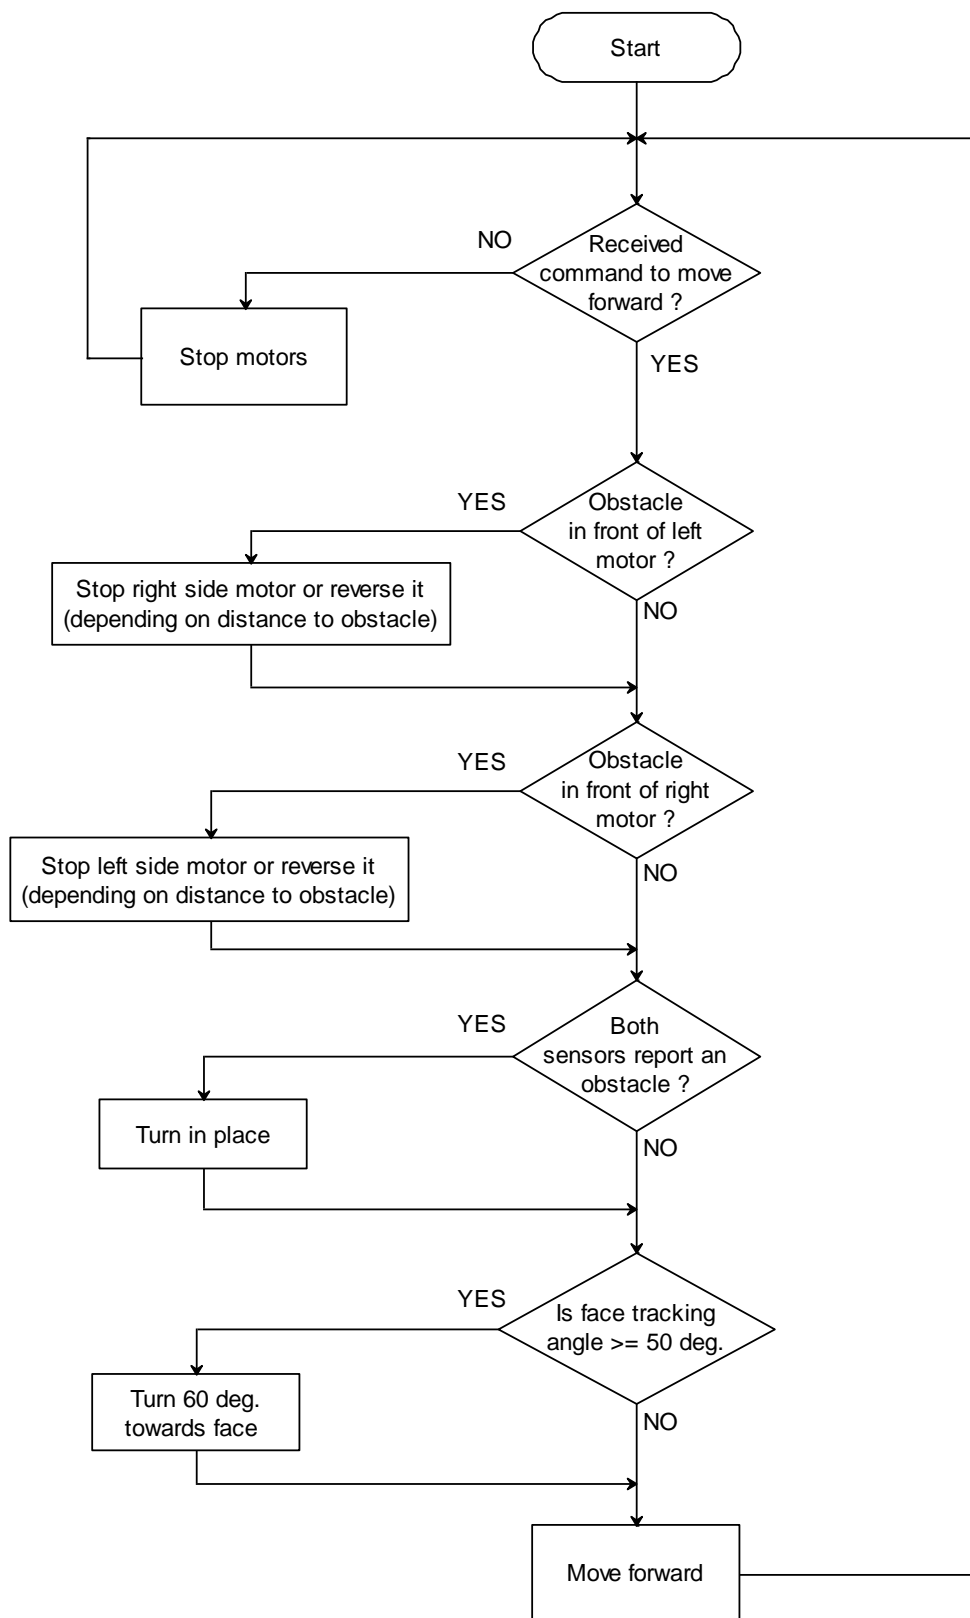 Start
NO
Received
command to move
forward ?
Stop motors
YES
YES
Obstacle
in front of left
motor ?
Stop right side motor or reverse it
(depending on distance to obstacle)
NO
YES
Obstacle
in front of right
motor ?
Stop left side motor or reverse it
(depending on distance to obstacle)
NO
YES
Both
sensors report an
obstacle ?
Turn in place
NO
YES
Is face tracking
angle >= 50 deg.
Turn 60 deg.
towards face
NO
Move forward